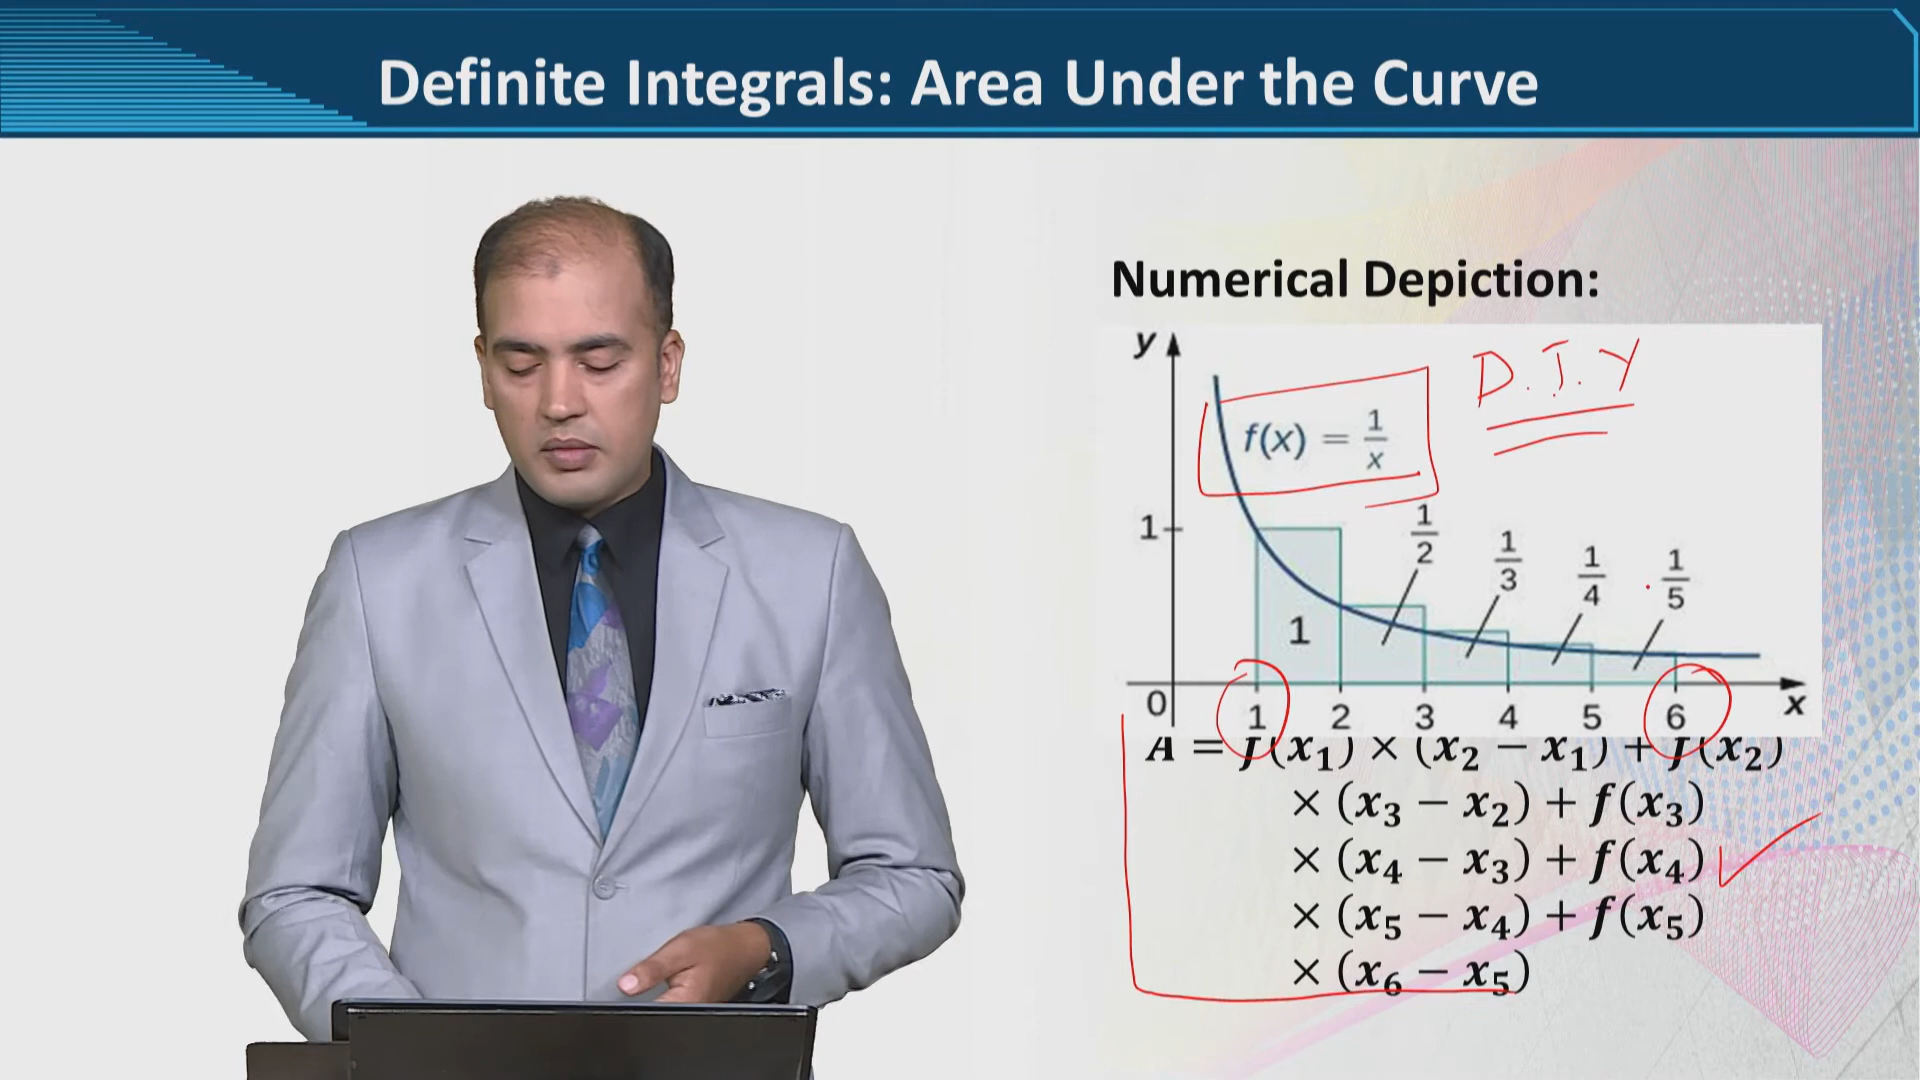 Definite Integrals: Area Under the Curve
Numerical Depiction:
y
D.I.Y
f(x) = 1/x
1
1/2
1/3
1/4
1/5
1
0
1 2 3 4 5 6
x
A = f(x₁) × (x₂ − x₁) + f(x₂)
× (x₃ − x₂) + f(x₃)
× (x₄ − x₃) + f(x₄)
× (x₅ − x₄) + f(x₅)
× (x₆ − x₅)